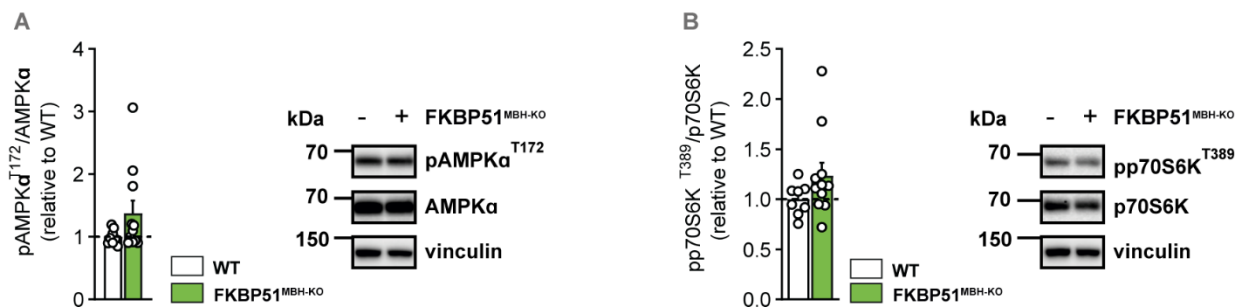 A
pAMPKα^T172/AMPKα
(relative to WT)
4
3
2
1
0
WT
FKBP51^MBH-KO
kDa - + FKBP51^MBH-KO
70 pAMPKα^T172
70 AMPKα
150 vinculin
B
pp70S6K ^T389/p70S6K
(relative to WT)
2.5
2.0
1.5
1.0
0.5
0.0
WT
FKBP51^MBH-KO
kDa - + FKBP51^MBH-KO
70 pp70S6K^T389
70 p70S6K
150 vinculin